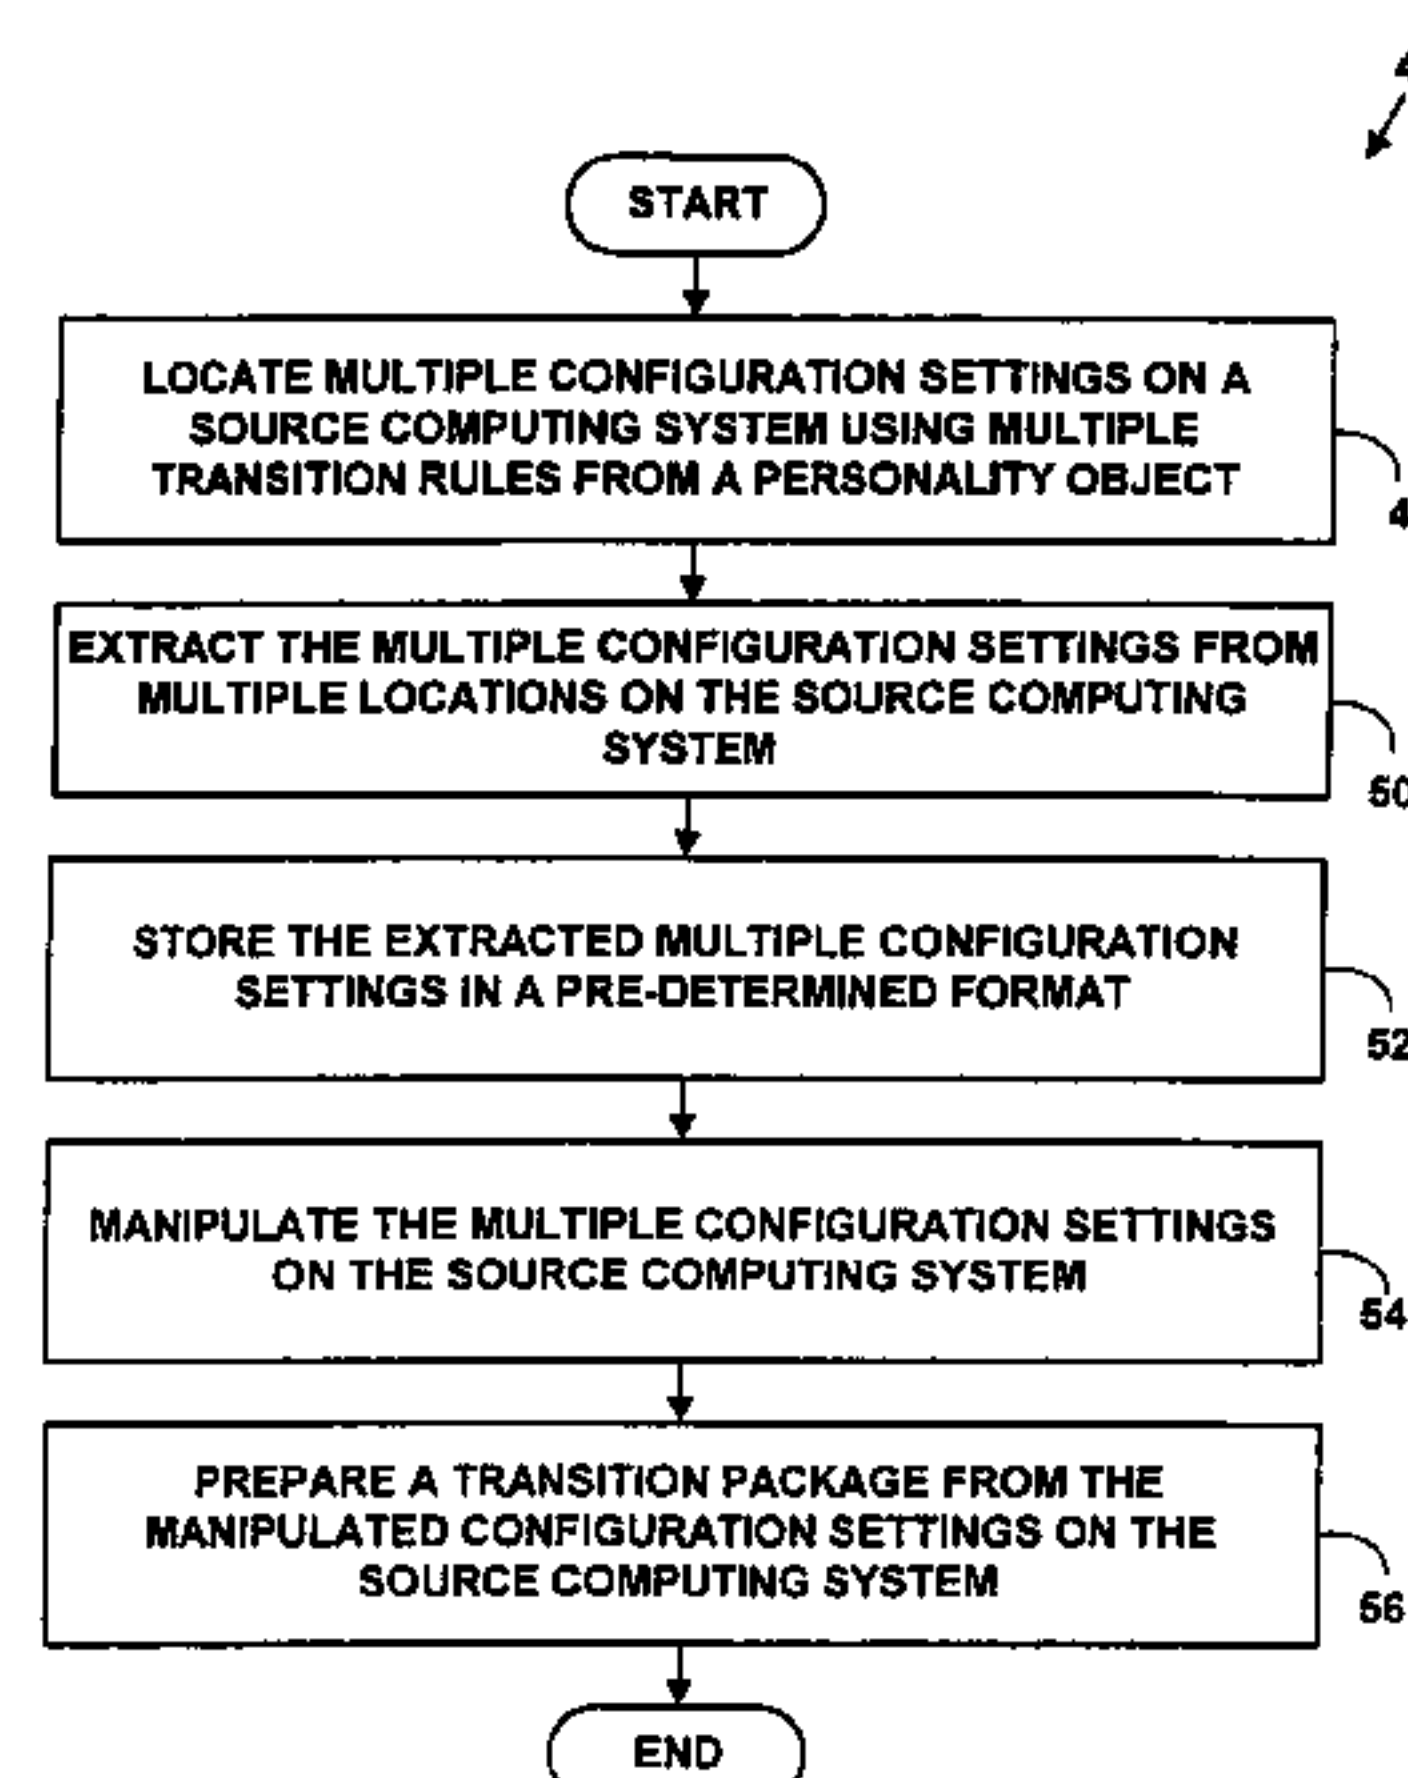 START
LOCATE MULTIPLE CONFIGURATION SETTINGS ON A
SOURCE COMPUTING SYSTEM USING MULTIPLE
TRANSITION RULES FROM A PERSONALITY OBJECT
EXTRACT THE MULTIPLE CONFIGURATION SETTINGS FROM
MULTIPLE LOCATIONS ON THE SOURCE COMPUTING
SYSTEM
50
STORE THE EXTRACTED MULTIPLE CONFIGURATION
SETTINGS IN A PRE-DETERMINED FORMAT
52
MANIPULATE THE MULTIPLE CONFIGURATION SETTINGS
ON THE SOURCE COMPUTING SYSTEM
54
PREPARE A TRANSITION PACKAGE FROM THE
MANIPULATED CONFIGURATION SETTINGS ON THE
SOURCE COMPUTING SYSTEM
56
END